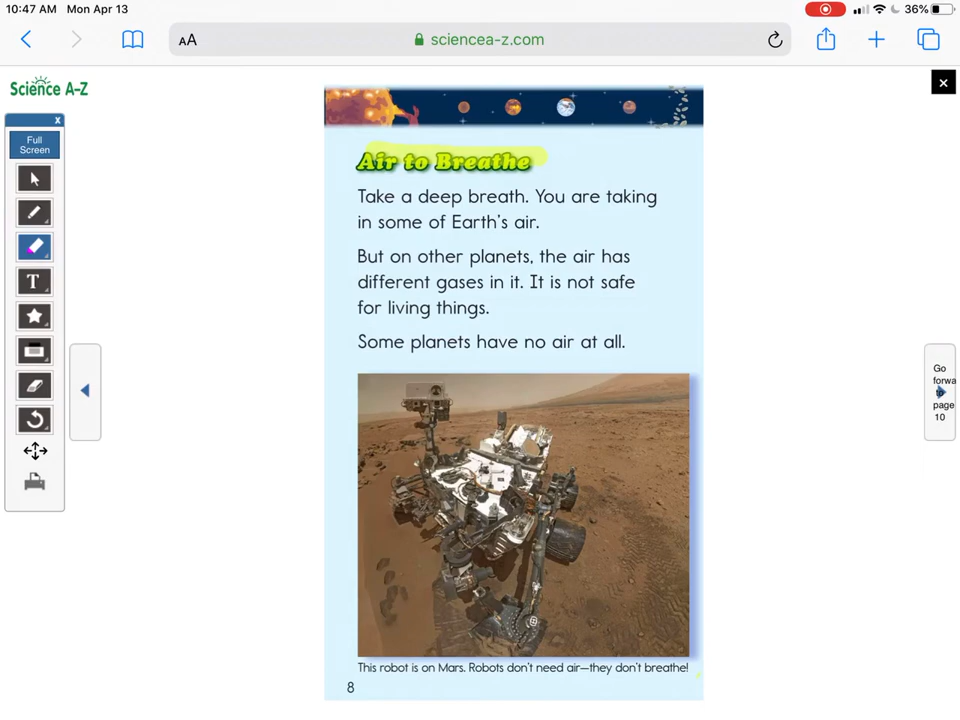 10:47 AM Mon Apr 13
36%
AA
sciencea-z.com
Science A-Z
x
Full
Screen
T
Air to Breathe
Take a deep breath. You are taking
in some of Earth's air.
But on other planets, the air has
different gases in it. It is not safe
for living things.
Some planets have no air at all.
Go
forwa
to
page
10
This robot is on Mars. Robots don't need air—they don't breathe!
8